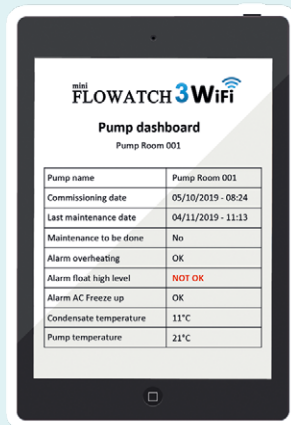 mini
FLOWATCH 3 WiFi
Pump dashboard
Pump Room 001
Pump name Pump Room 001
Commissioning date 05/10/2019 - 08:24
Last maintenance date 04/11/2019 - 11:13
Maintenance to be done No
Alarm overheating OK
Alarm float high level NOT OK
Alarm AC Freeze up OK
Condensate temperature 11°C
Pump temperature 21°C